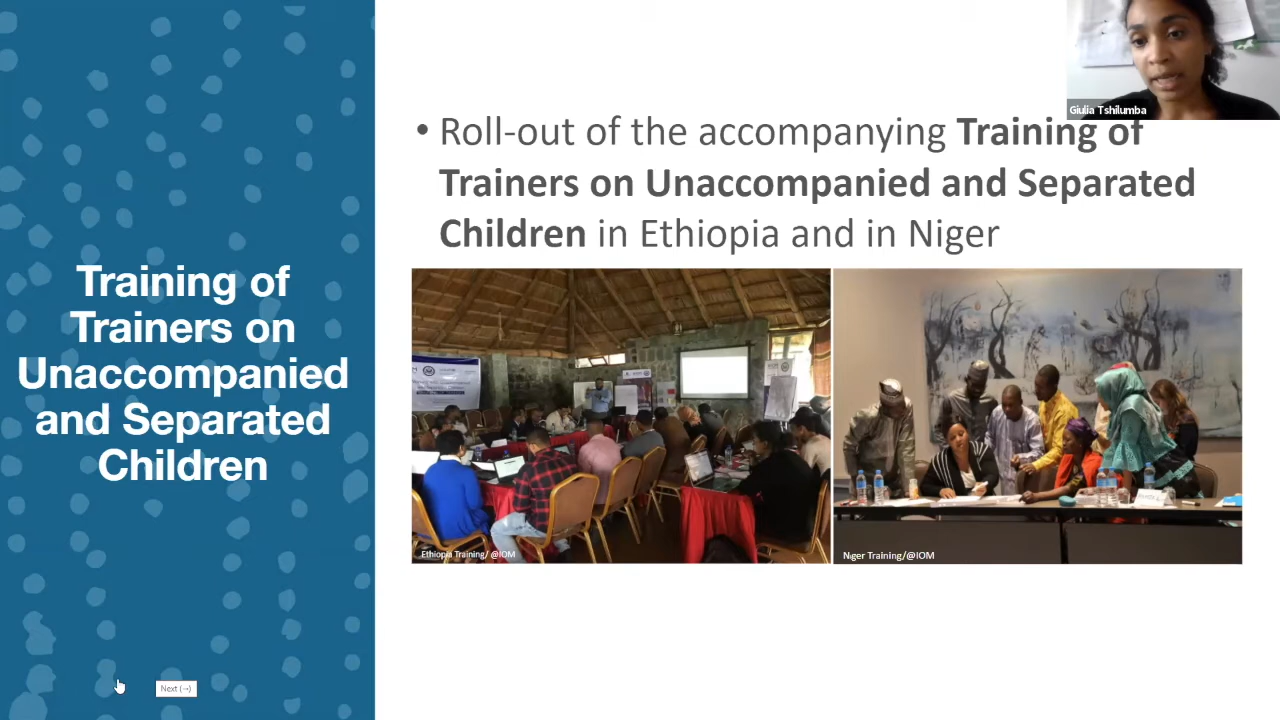 Training of
Trainers on
Unaccompanied
and Separated
Children
Giulia Tshilumba
• Roll-out of the accompanying Training of
Trainers on Unaccompanied and Separated
Children in Ethiopia and in Niger
Ethiopia Training/ @IOM
Niger Training/@IOM
Next (→)